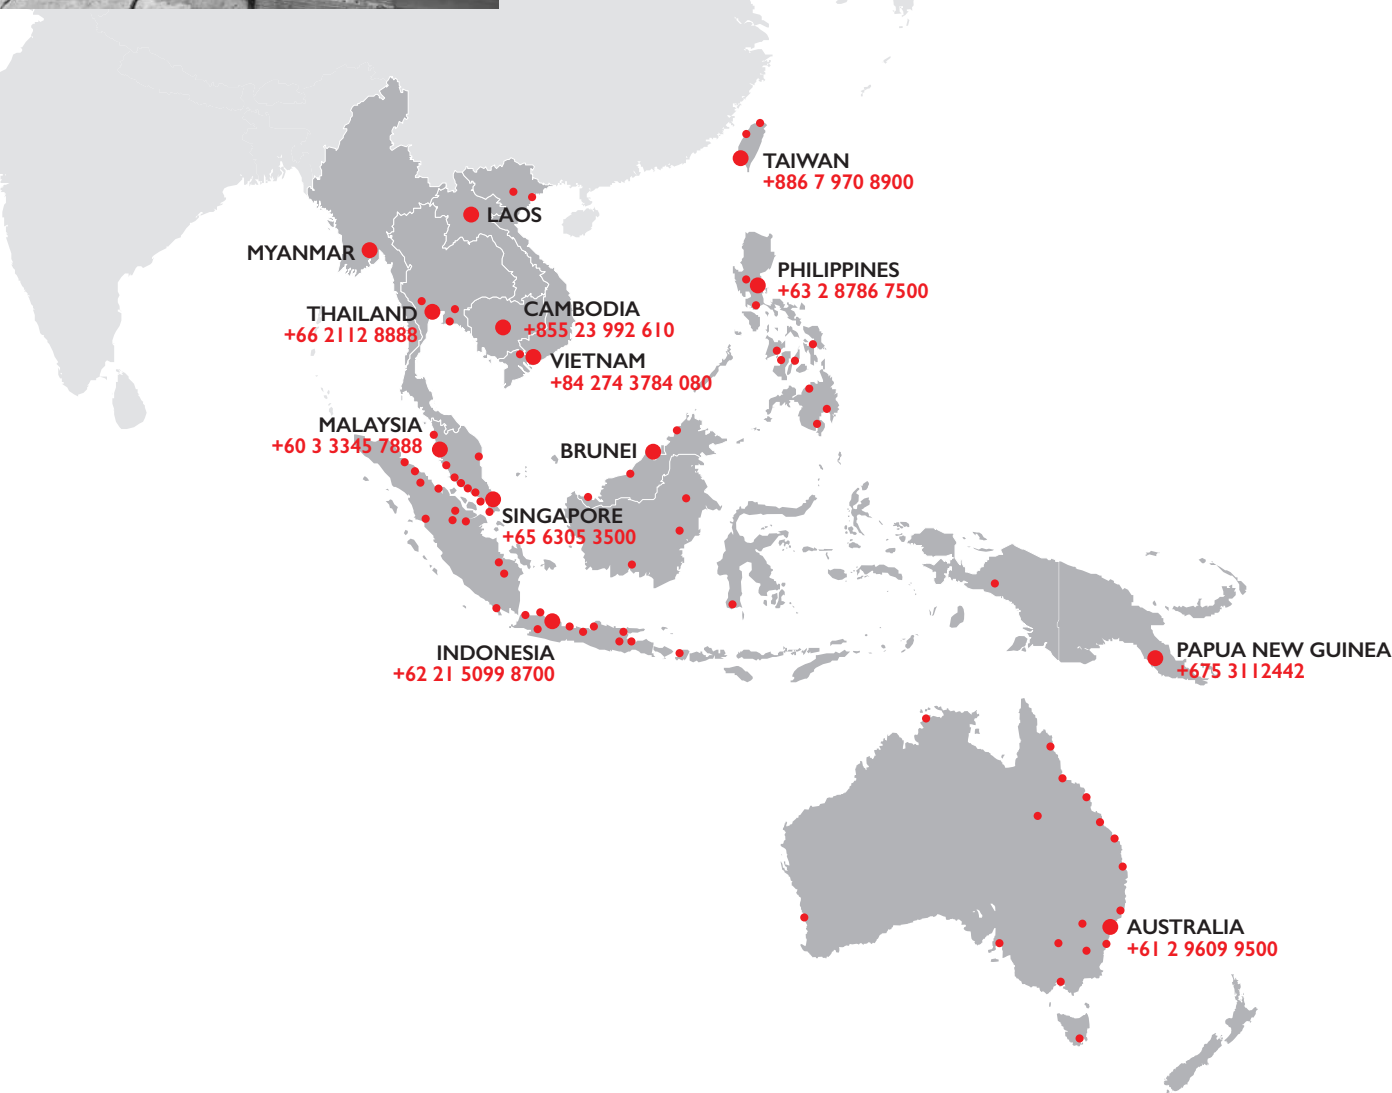 TAIWAN
+886 7 970 8900
LAOS
MYANMAR
PHILIPPINES
+63 2 8786 7500
THAILAND
+66 2112 8888
CAMBODIA
+855 23 992 610
VIETNAM
+84 274 3784 080
MALAYSIA
+60 3 3345 7888
BRUNEI
SINGAPORE
+65 6305 3500
INDONESIA
+62 21 5099 8700
PAPUA NEW GUINEA
+675 3112442
AUSTRALIA
+61 2 9609 9500